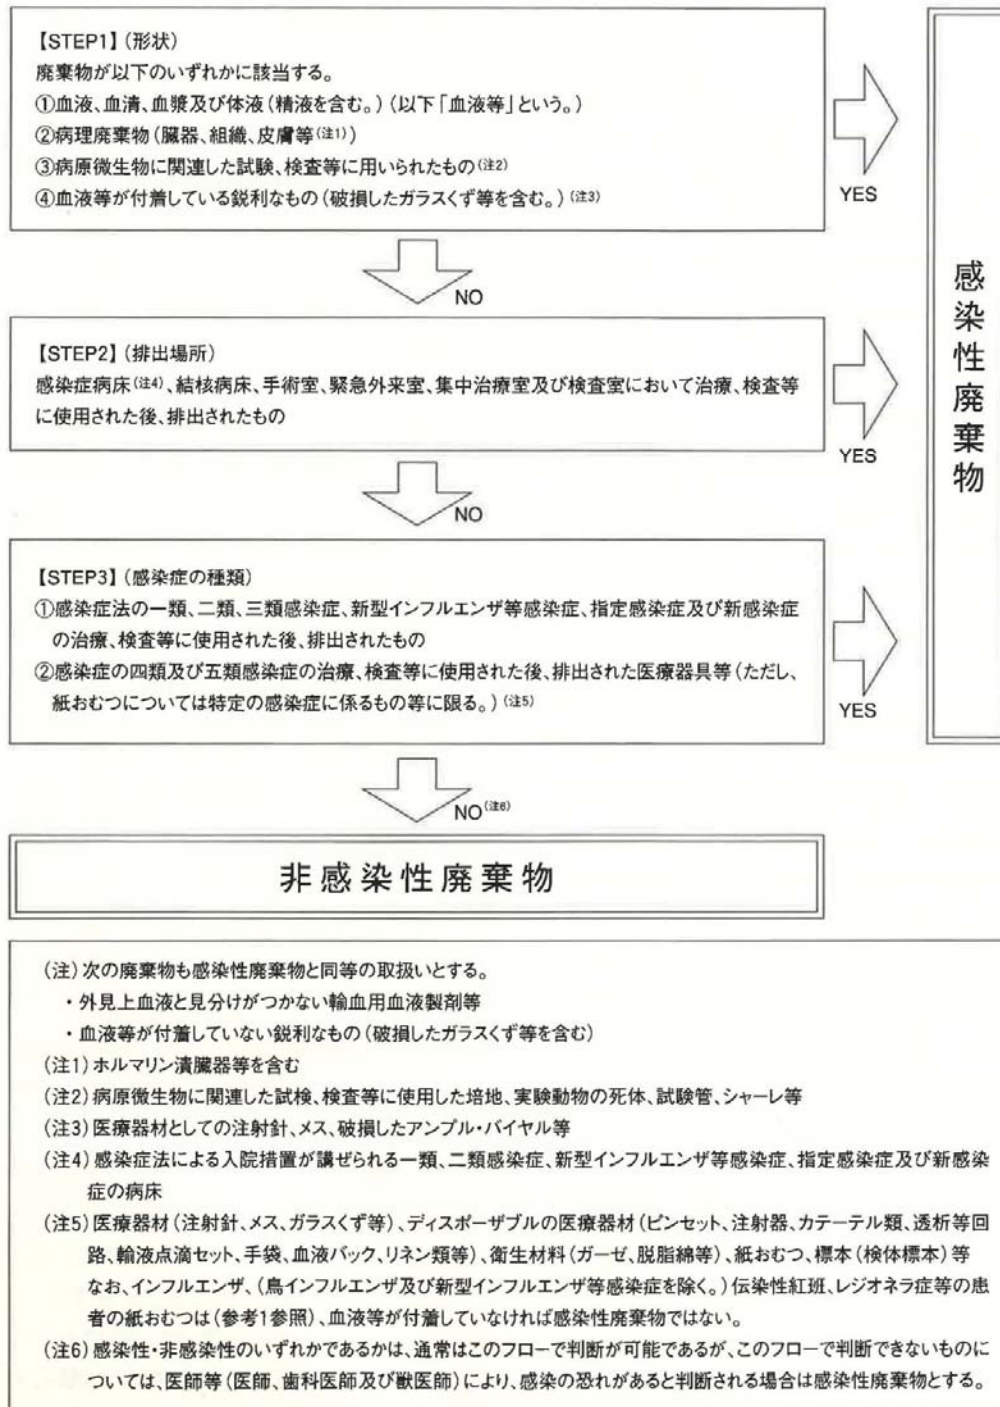 【STEP1】(形状)
廃棄物が以下のいずれかに該当する。
①血液、血清、血漿及び体液(精液を含む。)(以下「血液等」という。)
②病理廃棄物(臓器、組織、皮膚等(注1))
③病原微生物に関連した試験、検査等に用いられたもの(注2)
④血液等が付着している鋭利なもの(破損したガラスくず等を含む。)(注3)
YES
NO
【STEP2】(排出場所)
感染症病床(注4)、結核病床、手術室、緊急外来室、集中治療室及び検査室において治療、検査等
に使用された後、排出されたもの
YES
NO
【STEP3】(感染症の種類)
①感染症法の一類、二類、三類感染症、新型インフルエンザ等感染症、指定感染症及び新感染症
の治療、検査等に使用された後、排出されたもの
②感染症の四類及び五類感染症の治療、検査等に使用された後、排出された医療器具等(ただし、
紙おむつについては特定の感染症に係るもの等に限る。)(注5)
YES
NO(注6)
感染性廃棄物
非感染性廃棄物
(注)次の廃棄物も感染性廃棄物と同等の取扱いとする。
・外見上血液と見分けがつかない輸血用血液製剤等
・血液等が付着していない鋭利なもの(破損したガラスくず等を含む)
(注1)ホルマリン漬臓器等を含む
(注2)病原微生物に関連した試検、検査等に使用した培地、実験動物の死体、試験管、シャーレ等
(注3)医療器材としての注射針、メス、破損したアンプル・バイヤル等
(注4)感染症法による入院措置が講ぜられる一類、二類感染症、新型インフルエンザ等感染症、指定感染症及び新感染
症の病床
(注5)医療器材(注射針、メス、ガラスくず等)、ディスポーザブルの医療器材(ピンセット、注射器、カテーテル類、透析等回
路、輸液点滴セット、手袋、血液バック、リネン類等)、衛生材料(ガーゼ、脱脂綿等)、紙おむつ、標本(検体標本)等
なお、インフルエンザ、(鳥インフルエンザ及び新型インフルエンザ等感染症を除く。)伝染性紅班、レジオネラ症等の患
者の紙おむつは(参考1参照)、血液等が付着していなければ感染性廃棄物ではない。
(注6)感染性・非感染性のいずれかであるかは、通常はこのフローで判断が可能であるが、このフローで判断できないものに
ついては、医師等(医師、歯科医師及び獣医師)により、感染の恐れがあると判断される場合は感染性廃棄物とする。